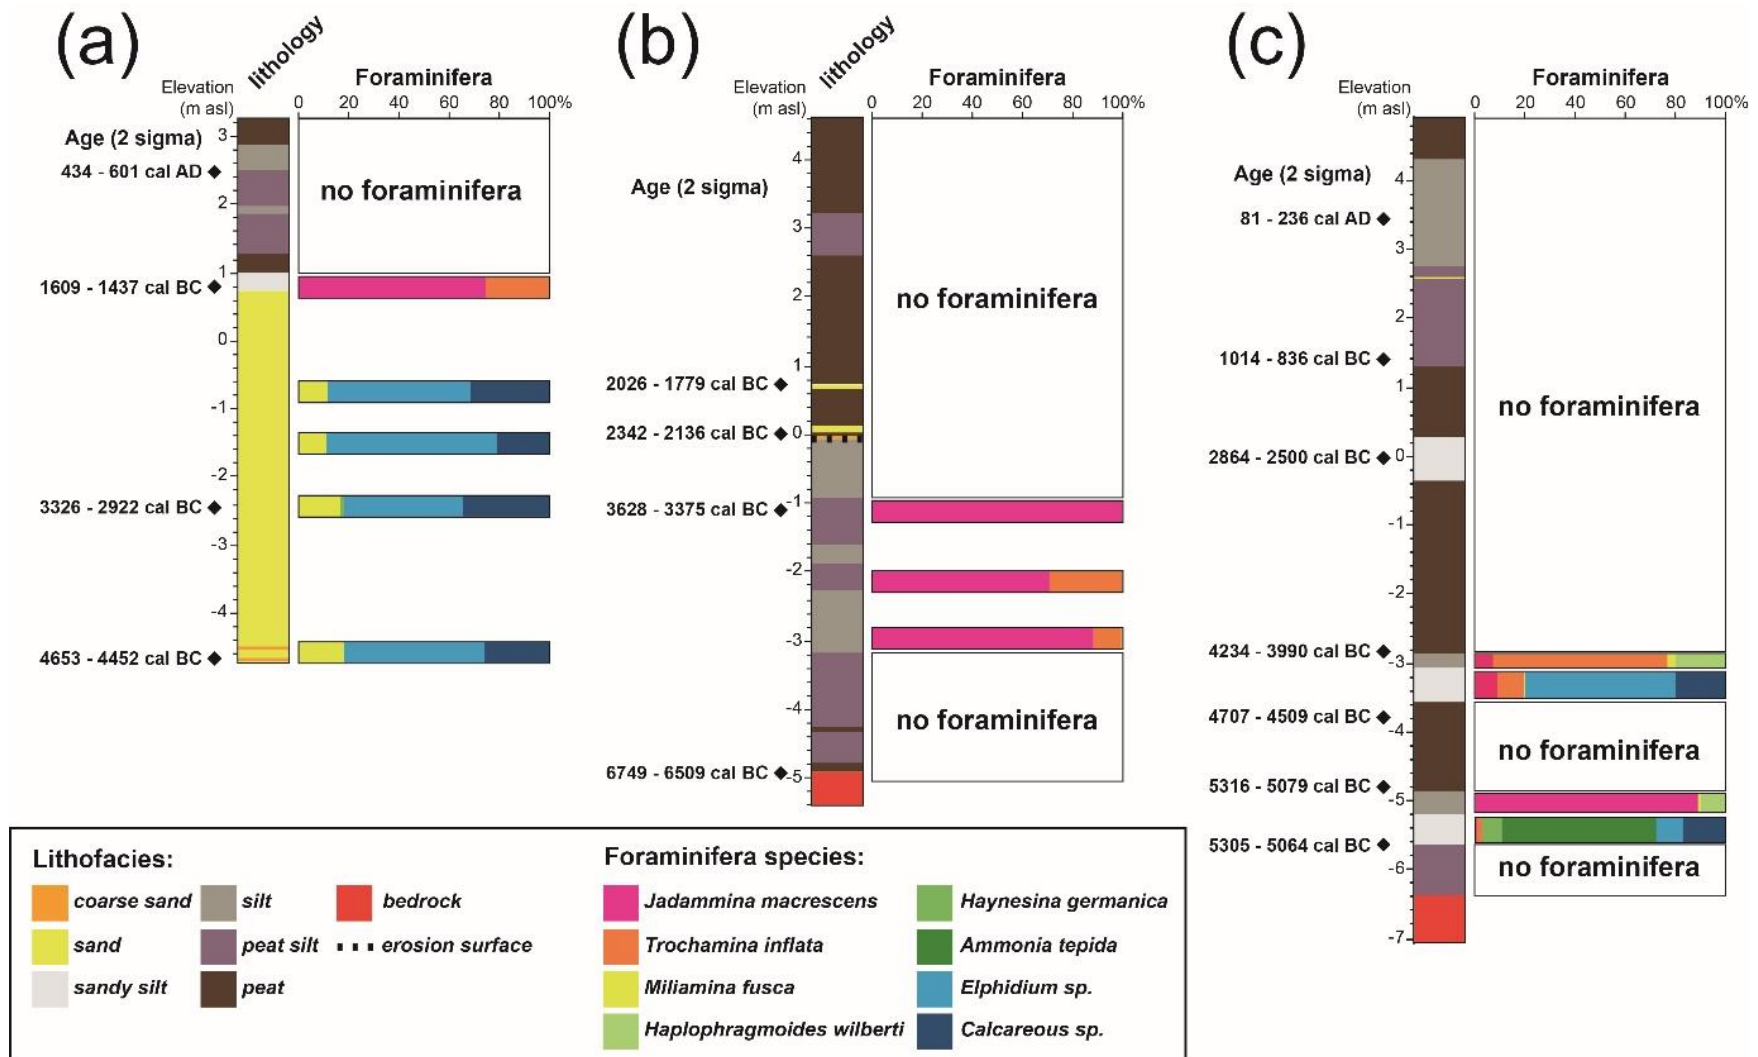 (a)
lithology
Elevation
(m asl)
Foraminifera
0 20 40 60 80 100%
Age (2 sigma)
3
434 - 601 cal AD
2
1
1609 - 1437 cal BC
0
-1
-2
3326 - 2922 cal BC
-3
-4
4653 - 4452 cal BC
no foraminifera
(b)
lithology
Elevation
(m asl)
Foraminifera
0 20 40 60 80 100%
4
Age (2 sigma)
3
2
1
2026 - 1779 cal BC
2342 - 2136 cal BC
0
-1
3628 - 3375 cal BC
-2
-3
-4
6749 - 6509 cal BC
-5
no foraminifera
no foraminifera
(c)
Elevation
(m asl)
Foraminifera
0 20 40 60 80 100%
Age (2 sigma)
4
81 - 236 cal AD
3
2
1014 - 836 cal BC
1
2864 - 2500 cal BC
0
-1
-2
4234 - 3990 cal BC
-3
4707 - 4509 cal BC
-4
5316 - 5079 cal BC
-5
5305 - 5064 cal BC
-6
-7
no foraminifera
no foraminifera
no foraminifera
Lithofacies:
coarse sand
sand
sandy silt
silt
peat silt
peat
bedrock
erosion surface
Foraminifera species:
Jadammina macrescens
Trochamina inflata
Miliamina fusca
Haplophragmoides wilberti
Haynesina germanica
Ammonia tepida
Elphidium sp.
Calcareous sp.